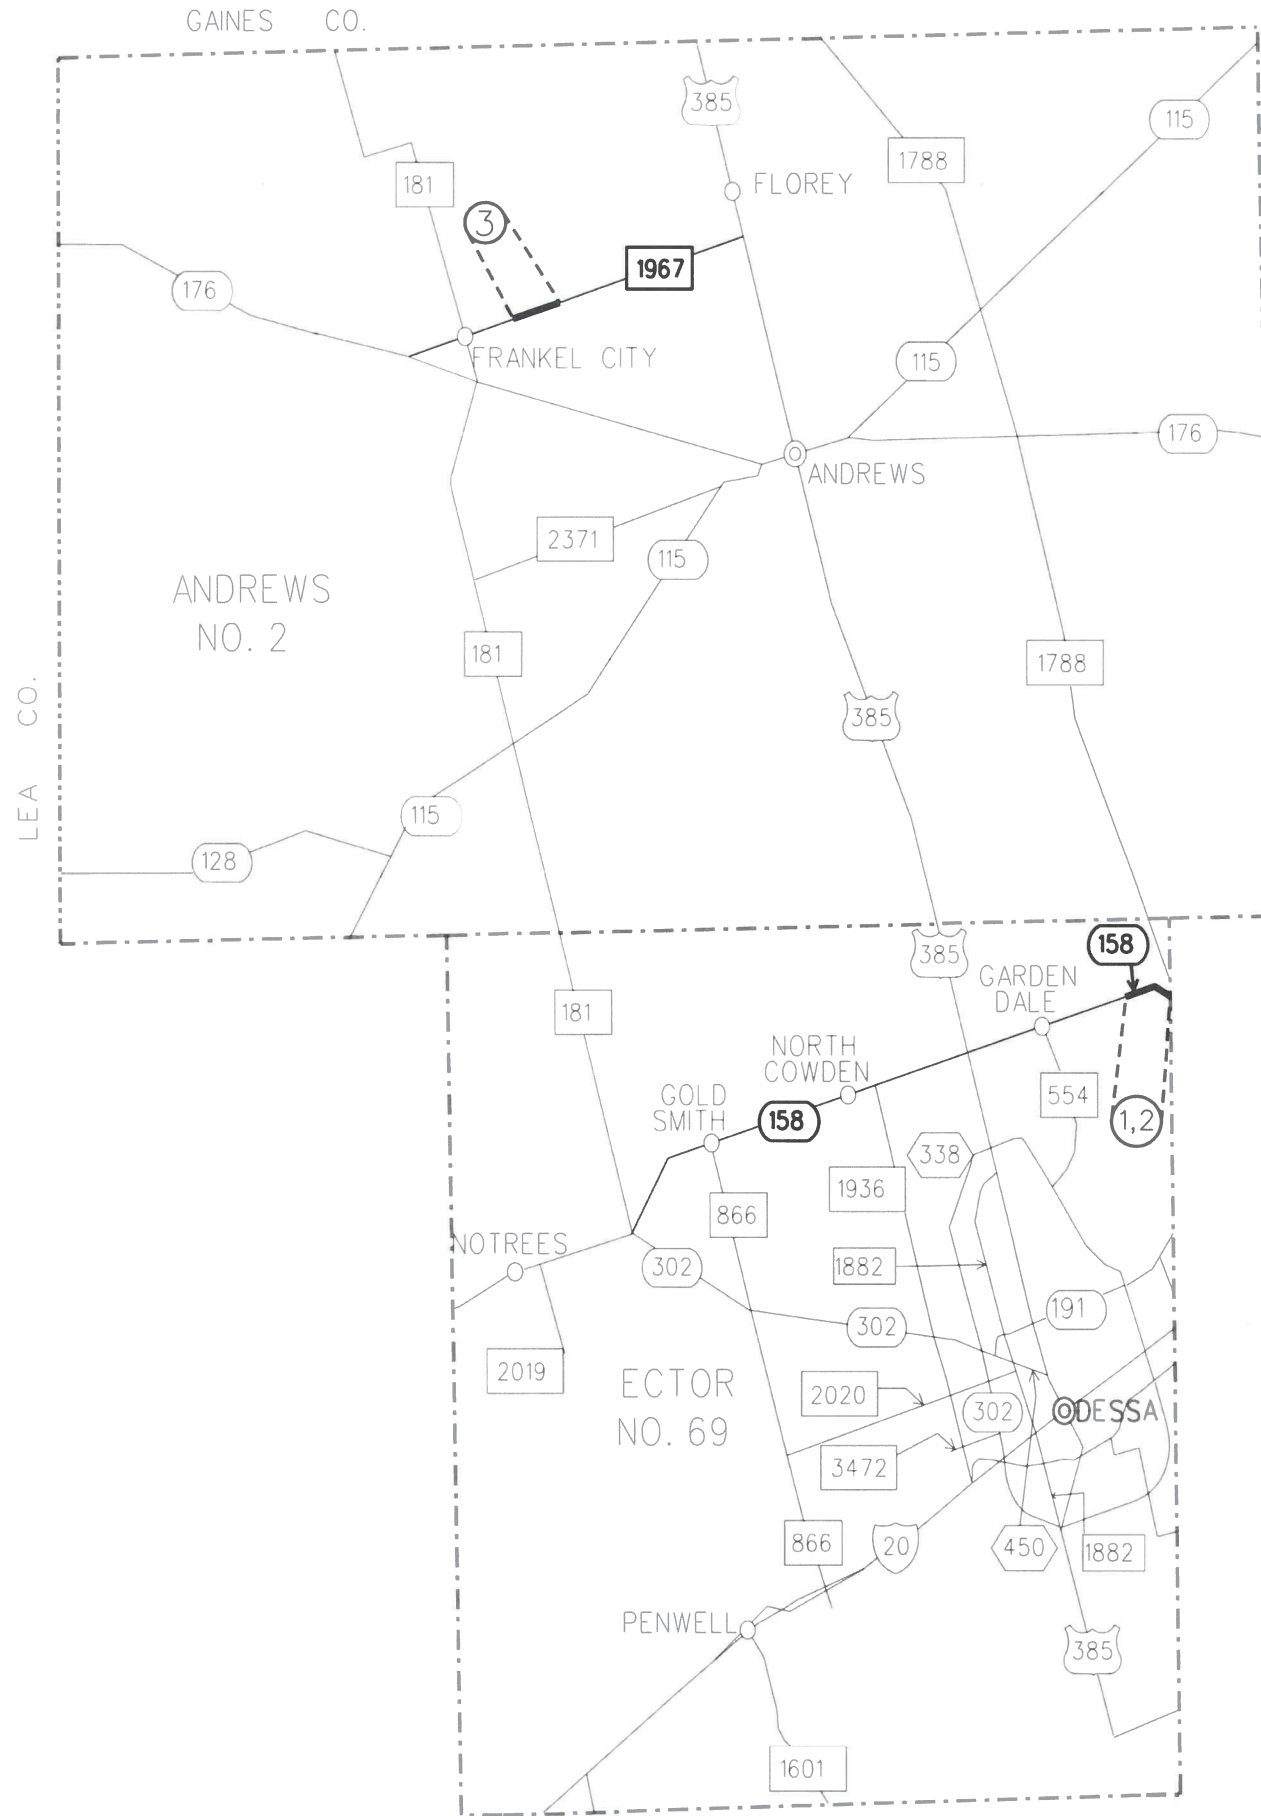 GAINES CO.
385
115
1788
181
FLOREY
3
1967
176
FRANKEL CITY
115
176
ANDREWS
2371
115
ANDREWS
NO. 2
181
1788
LEA CO.
385
115
128
158
385
GARDEN
DALE
181
NORTH
COWDEN
554
GOLD
SMITH
158
1,2
338
1936
866
NOTREES
302
1882
191
302
2019
ECTOR
NO. 69
2020
302
ODESSA
3472
866
20
450
1882
PENWELL
385
1601